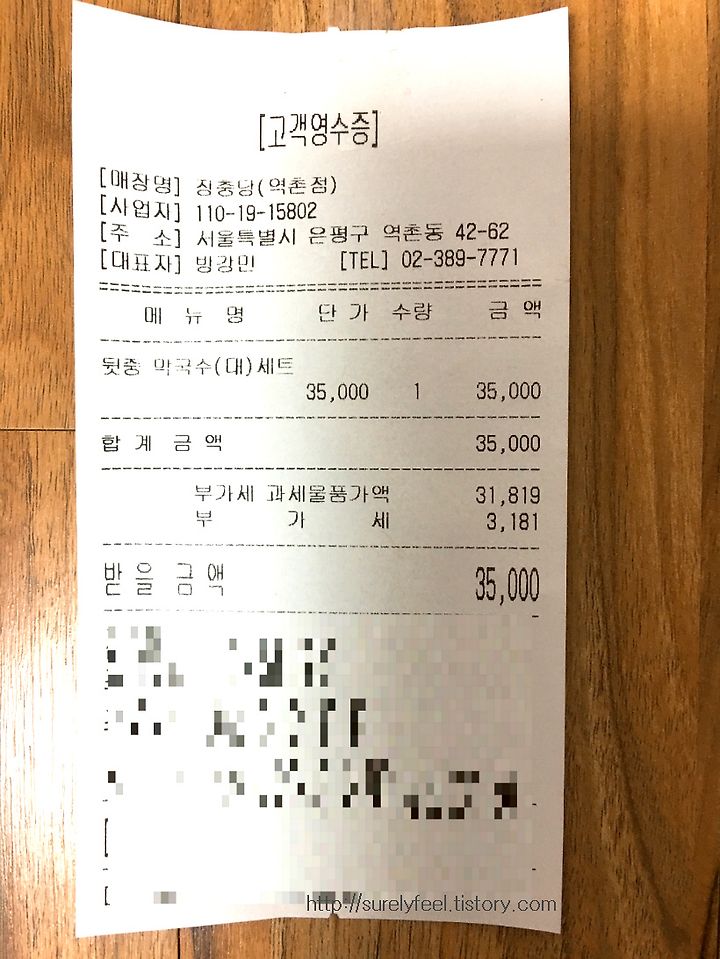 [고객영수증]
[매장명] 장충당(역촌점)
[사업자] 110-19-15802
[주 소] 서울특별시 은평구 역촌동 42-62
[대표자] 방강민 [TEL] 02-389-7771
메 뉴 명 단 가 수량 금 액
뒷중 막국수(대)세트
35,000 1 35,000
합 계 금 액 35,000
부가세 과세물품가액 31,819
부 가 세 3,181
받 을 금 액 35,000
http://surelyfeel.tistory.com